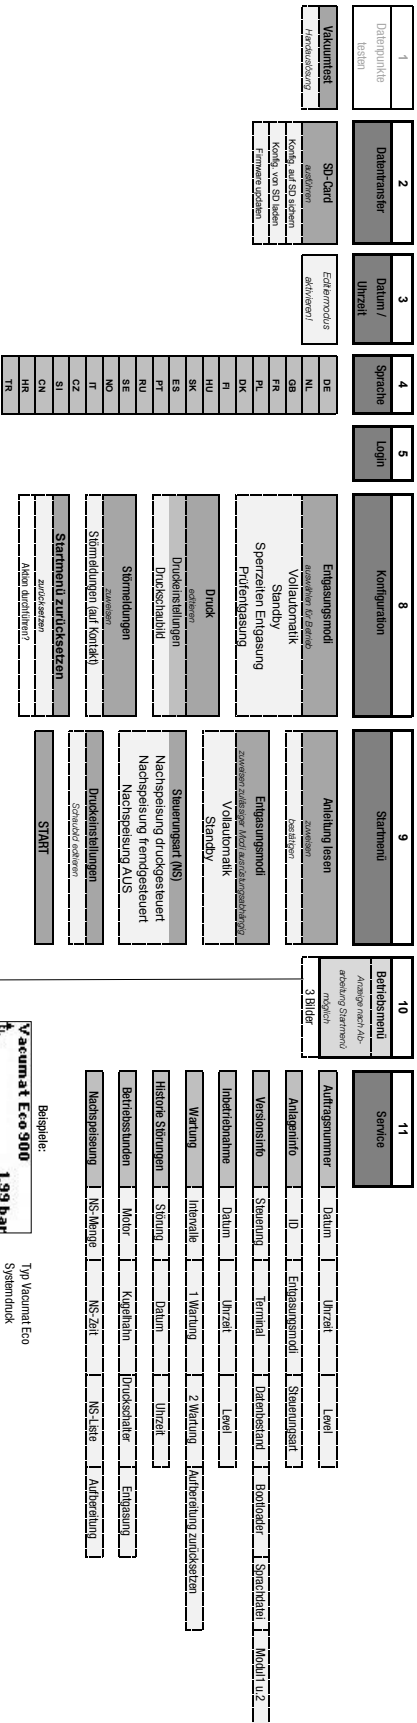 1
Datenpunkte
testen
Vakuumtest
Handauslösung
2
Datentransfer
SD-Card
ausführen
Konfig. auf SD sichern
Konfig. von SD laden
Firmware updaten
3
Datum /
Uhrzeit
Editiermodus
aktivieren!
4
Sprache
DE
NL
GB
FR
PL
DK
FI
HU
SK
ES
PT
RU
SE
NO
IT
CZ
SI
CN
HR
TR
5
Login
8
Konfiguration
Entgasungsmodi
auswählen für Betrieb
Vollautomatik
Standby
Sperrzeiten Entgasung
Prüfentgasung
Druck
editieren
Druckeinstellungen
Druckschaubild
Störmeldungen
zuweisen
Störmeldungen (auf Kontakt)
Startmenü zurücksetzen
zurücksetzen
Aktion durchführen?
9
Startmenü
Anleitung lesen
zuweisen
bestätigen
Entgasungsmodi
zuweisen zulässiger Modi ausrüstungsabhängig
Vollautomatik
Standby
Steuerungsart (NS)
Nachspeisung druckgesteuert
Nachspeisung fremdgesteuert
Nachspeisung AUS
Druckeinstellungen
Schaubild editieren
START
10
Betriebsmenü
Anzeige nach Ab-
arbeitung Startmenü
möglich
3 Bilder
11
Service
Auftragsnummer Datum Uhrzeit Level
Anlageninfo ID Entgasungsmodi Steuerungsart
Versionsinfo Steuerung Terminal Datenbestand Bootloader Sprachdatei Modul1 u.2
Inbetriebnahme Datum Uhrzeit Level
Wartung Intervalle 1 Wartung 2 Wartung Aufbereitung zurücksetzen
Historie Störungen Störung Datum Uhrzeit
Betriebsstunden Motor Kugelhahn Druckschalter Entgasung
Nachspeisung NS-Menge NS-Zeit NS-Liste Aufbereitung
Beispiele:
Vacumat Eco 900
1.99 bar
Typ Vacumat Eco
Systemdruck